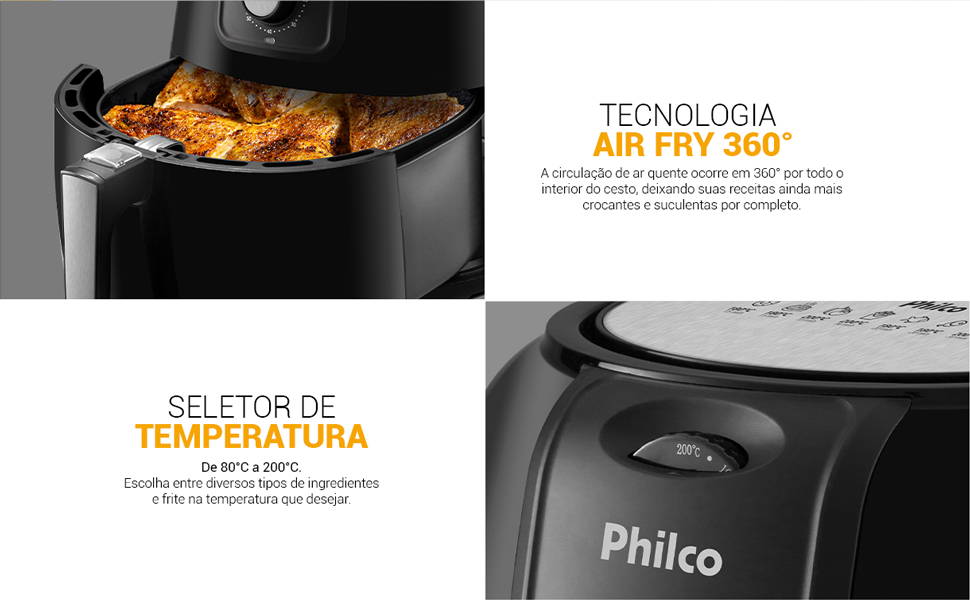 TECNOLOGIA
AIR FRY 360°
A circulação de ar quente ocorre em 360° por todo o
interior do cesto, deixando suas receitas ainda mais
crocantes e suculentas por completo.
SELETOR DE
TEMPERATURA
De 80°C a 200°C.
Escolha entre diversos tipos de ingredientes
e frite na temperatura que desejar.
Philco
200°C
Philco